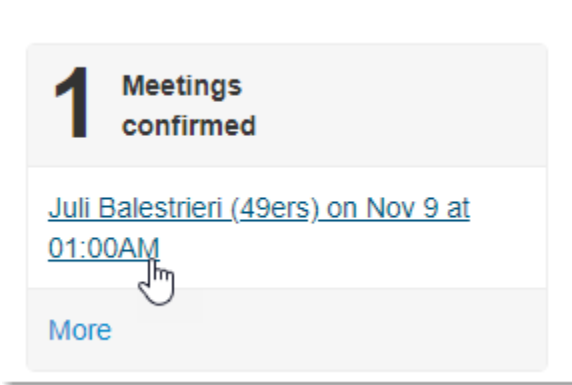 1 Meetings
confirmed
Juli Balestrieri (49ers) on Nov 9 at
01:00AM
More